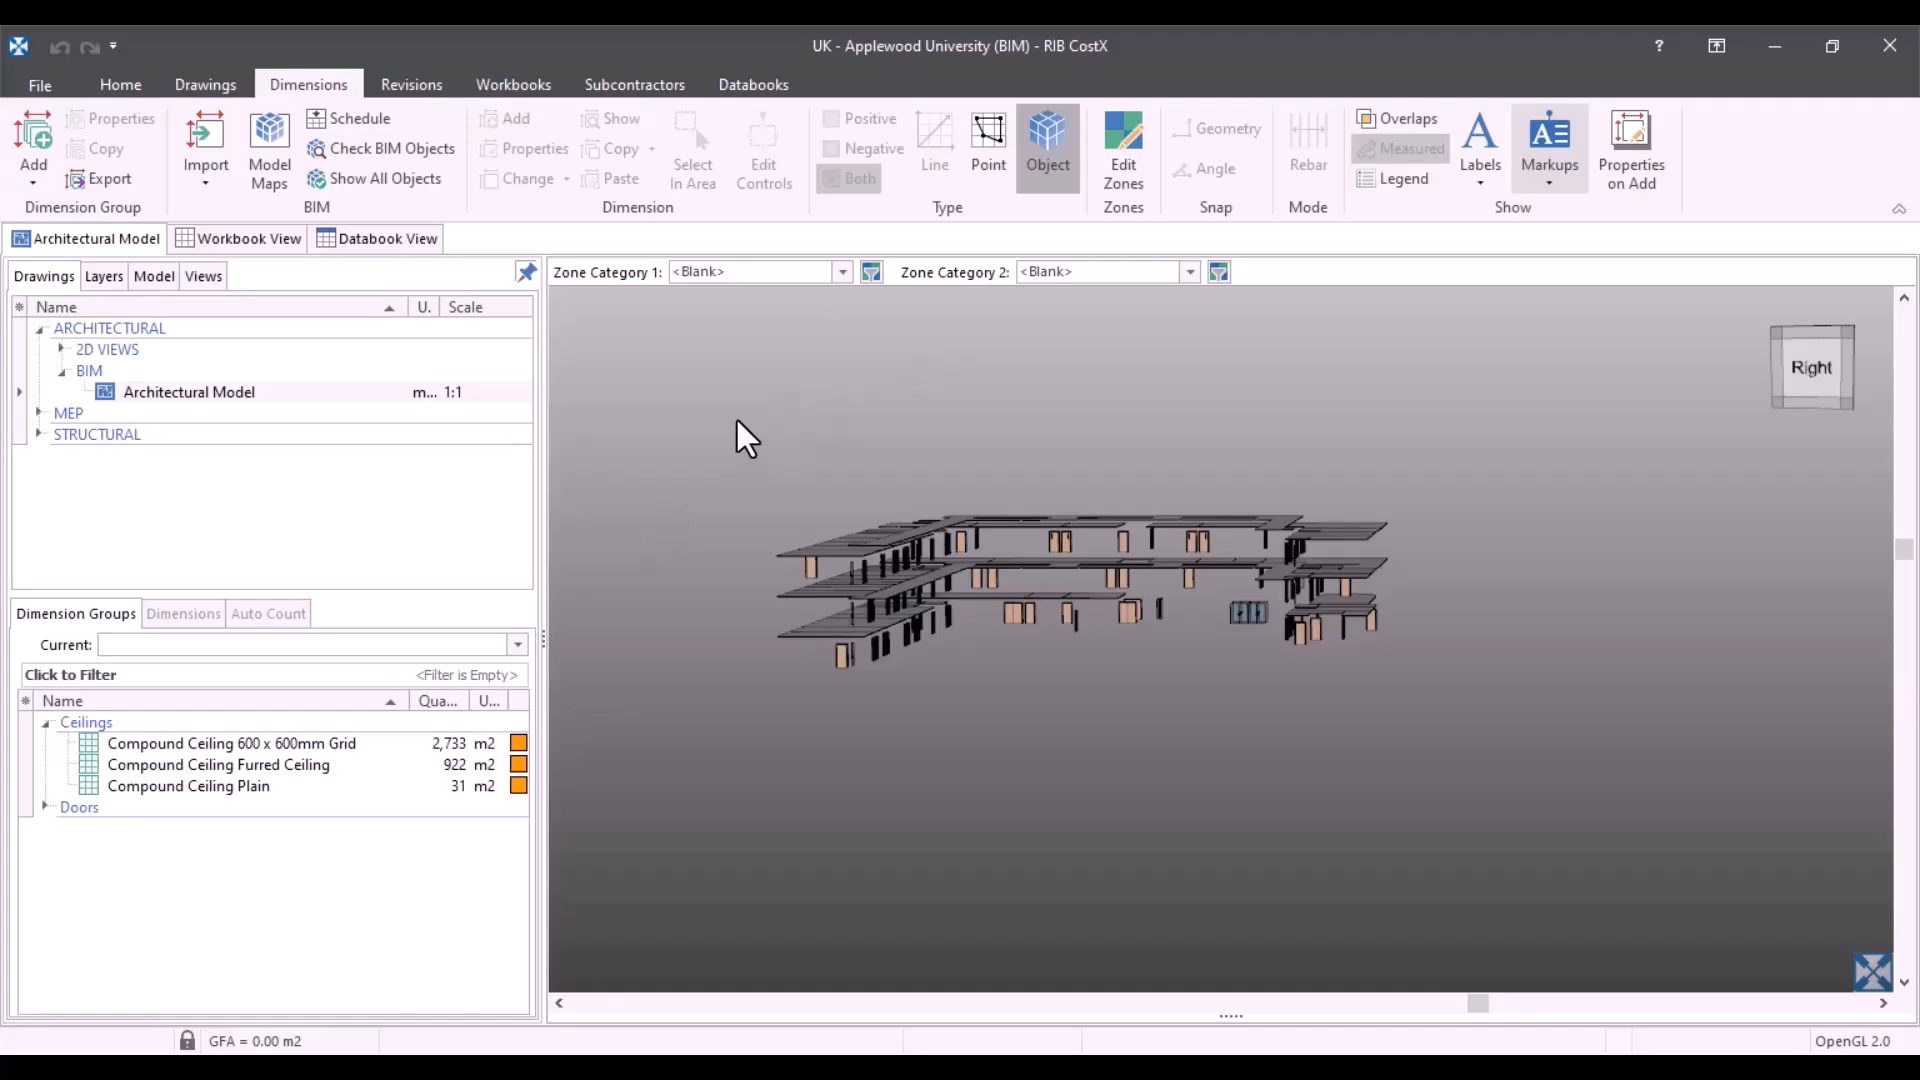 UK - Applewood University (BIM) - RIB CostX
?
File Home Drawings Dimensions Revisions Workbooks Subcontractors Databooks
Add
Properties
Copy
Export
Dimension Group
Import
Model Maps
Schedule
Check BIM Objects
Show All Objects
BIM
Add
Properties
Change
Show
Copy
Paste
Select In Area
Edit Controls
Dimension
Positive
Negative
Both
Line
Point
Object
Type
Edit Zones
Zones
Geometry
Angle
Snap
Rebar
Mode
Overlaps
Measured
Legend
Labels
Markups
Properties on Add
Show
Architectural Model Workbook View Databook View
Drawings Layers Model Views
Zone Category 1: <Blank> Zone Category 2: <Blank>
Name U. Scale
ARCHITECTURAL
2D VIEWS
BIM
Architectural Model m... 1:1
MEP
STRUCTURAL
Right
Dimension Groups Dimensions Auto Count
Current:
Click to Filter <Filter is Empty>
Name Qua... U...
Ceilings
Compound Ceiling 600 x 600mm Grid 2,733 m2
Compound Ceiling Furred Ceiling 922 m2
Compound Ceiling Plain 31 m2
Doors
GFA = 0.00 m2
OpenGL 2.0